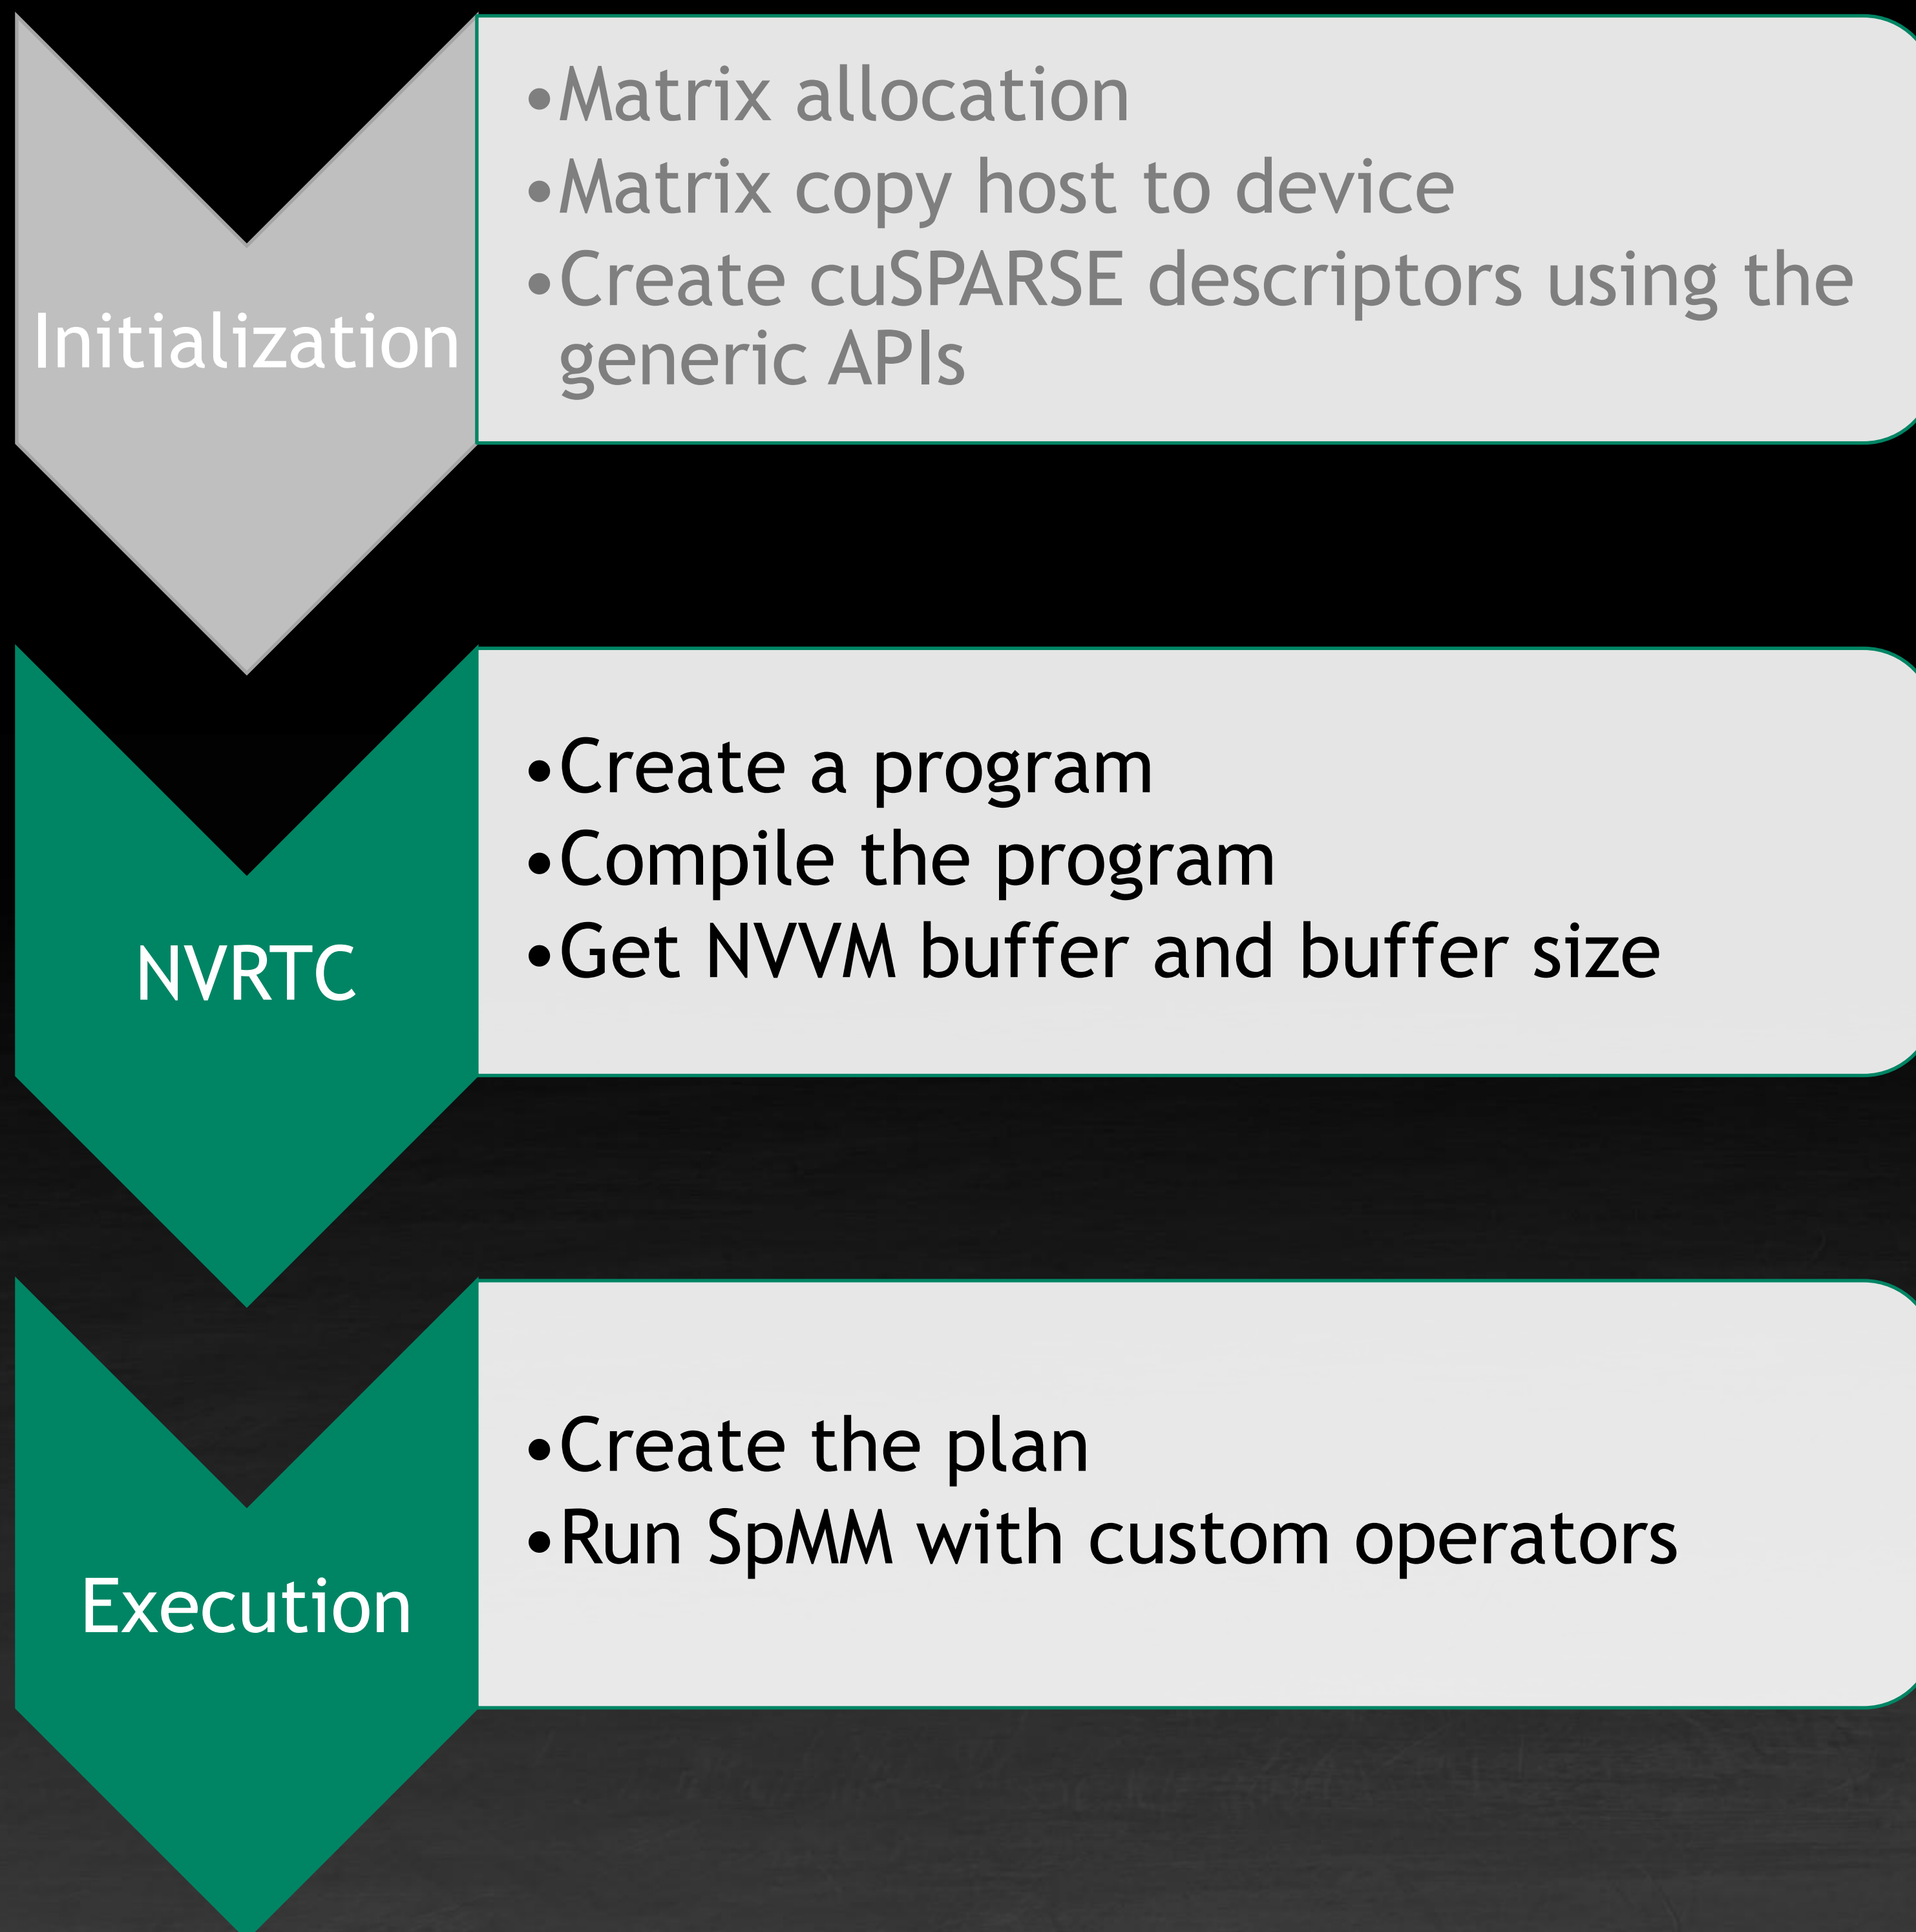 Initialization
•Matrix allocation
•Matrix copy host to device
•Create cuSPARSE descriptors using the
generic APIs
NVRTC
•Create a program
•Compile the program
•Get NVVM buffer and buffer size
Execution
•Create the plan
•Run SpMM with custom operators